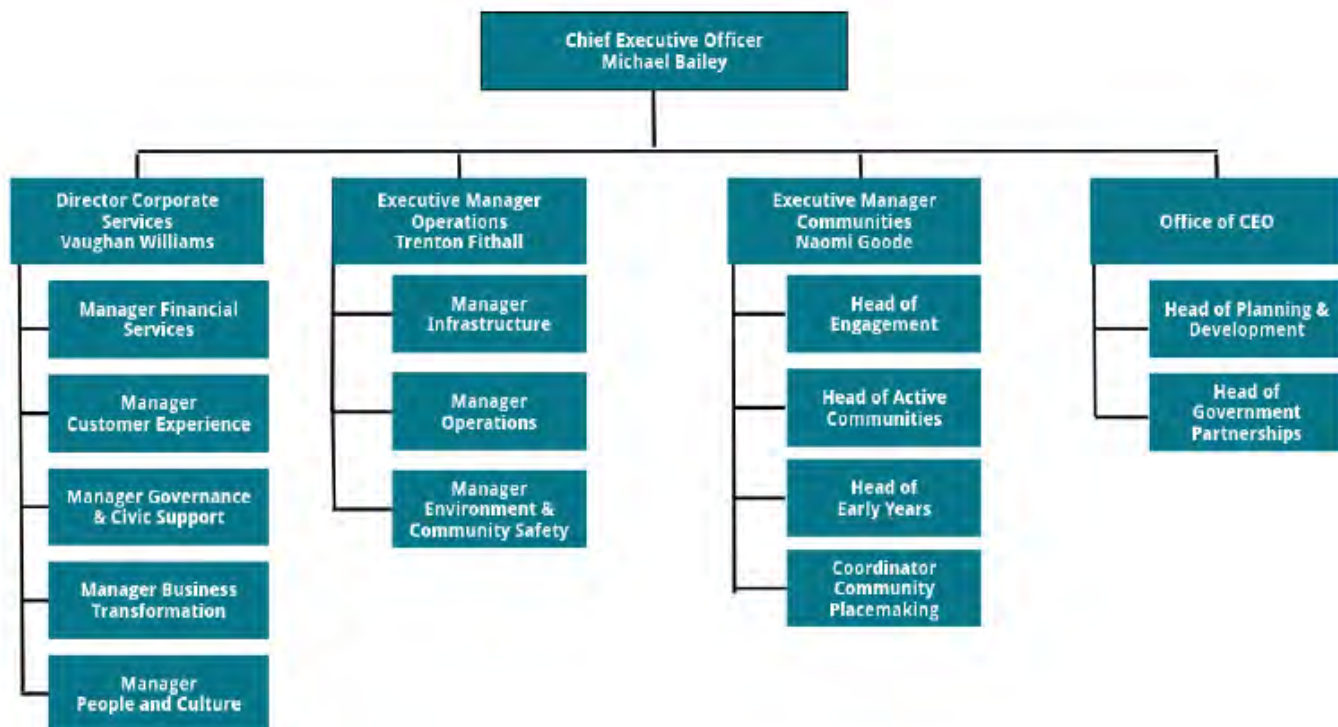 Chief Executive Officer
Michael Bailey
Director Corporate
Services
Vaughan Williams
Manager Financial
Services
Manager
Customer Experience
Manager Governance
& Civic Support
Manager Business
Transformation
Manager
People and Culture
Executive Manager
Operations
Trenton Fithall
Manager
Infrastructure
Manager
Operations
Manager
Environment &
Community Safety
Executive Manager
Communities
Naomi Goode
Head of
Engagement
Head of Active
Communities
Head of
Early Years
Coordinator
Community
Placemaking
Office of CEO
Head of Planning &
Development
Head of
Government
Partnerships